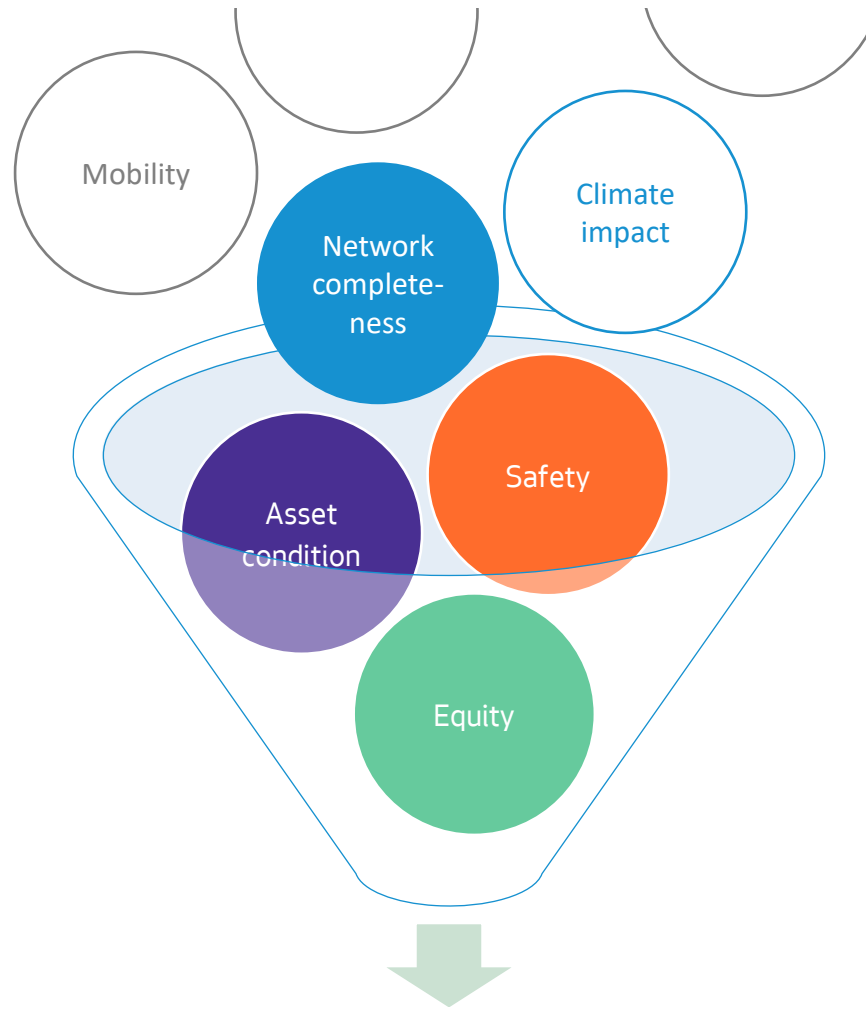 Mobility
Climate
impact
Network
complete-
ness
Safety
Asset
condition
Equity